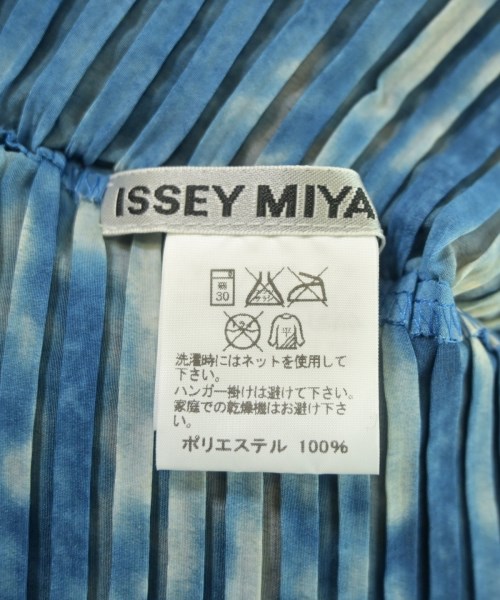 ISSEY MIYA
弱
30
洗濯時にはネットを使用して
下さい。
ハンガー掛けは避けて下さい。
家庭での乾燥機はお避け下さ
い。
ポリエステル 100%